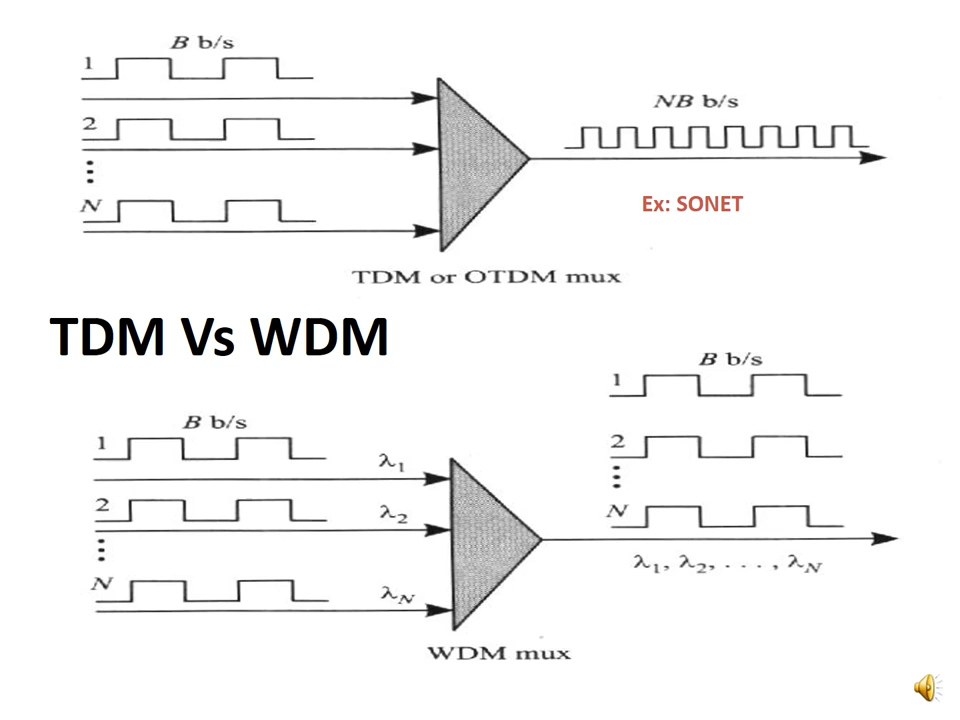 B b/s
1
2
N
NB b/s
Ex: SONET
TDM or OTDM mux
TDM Vs WDM
B b/s
1
λ1
2
λ2
N
λN
B b/s
1
2
N
λ1, λ2, . . . , λN
WDM mux